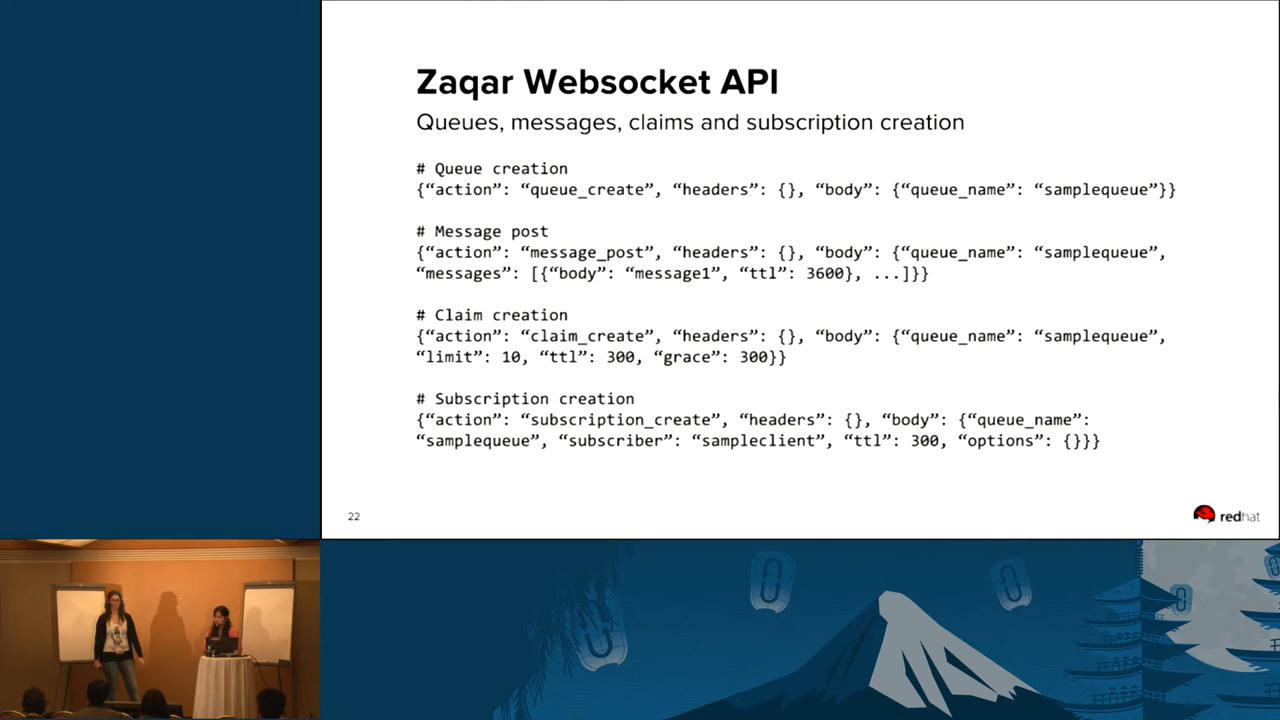 Zaqar Websocket API
Queues, messages, claims and subscription creation
# Queue creation
{“action”: “queue_create”, “headers”: {}, “body”: {“queue_name”: “samplequeue”}}
# Message post
{“action”: “message_post”, “headers”: {}, “body”: {“queue_name”: “samplequeue”,
“messages”: [{“body”: “message1”, “ttl”: 3600}, ...]}}
# Claim creation
{“action”: “claim_create”, “headers”: {}, “body”: {“queue_name”: “samplequeue”,
“limit”: 10, “ttl”: 300, “grace”: 300}}
# Subscription creation
{“action”: “subscription_create”, “headers”: {}, “body”: {“queue_name”:
“samplequeue”, “subscriber”: “sampleclient”, “ttl”: 300, “options”: {}}}
22
redhat